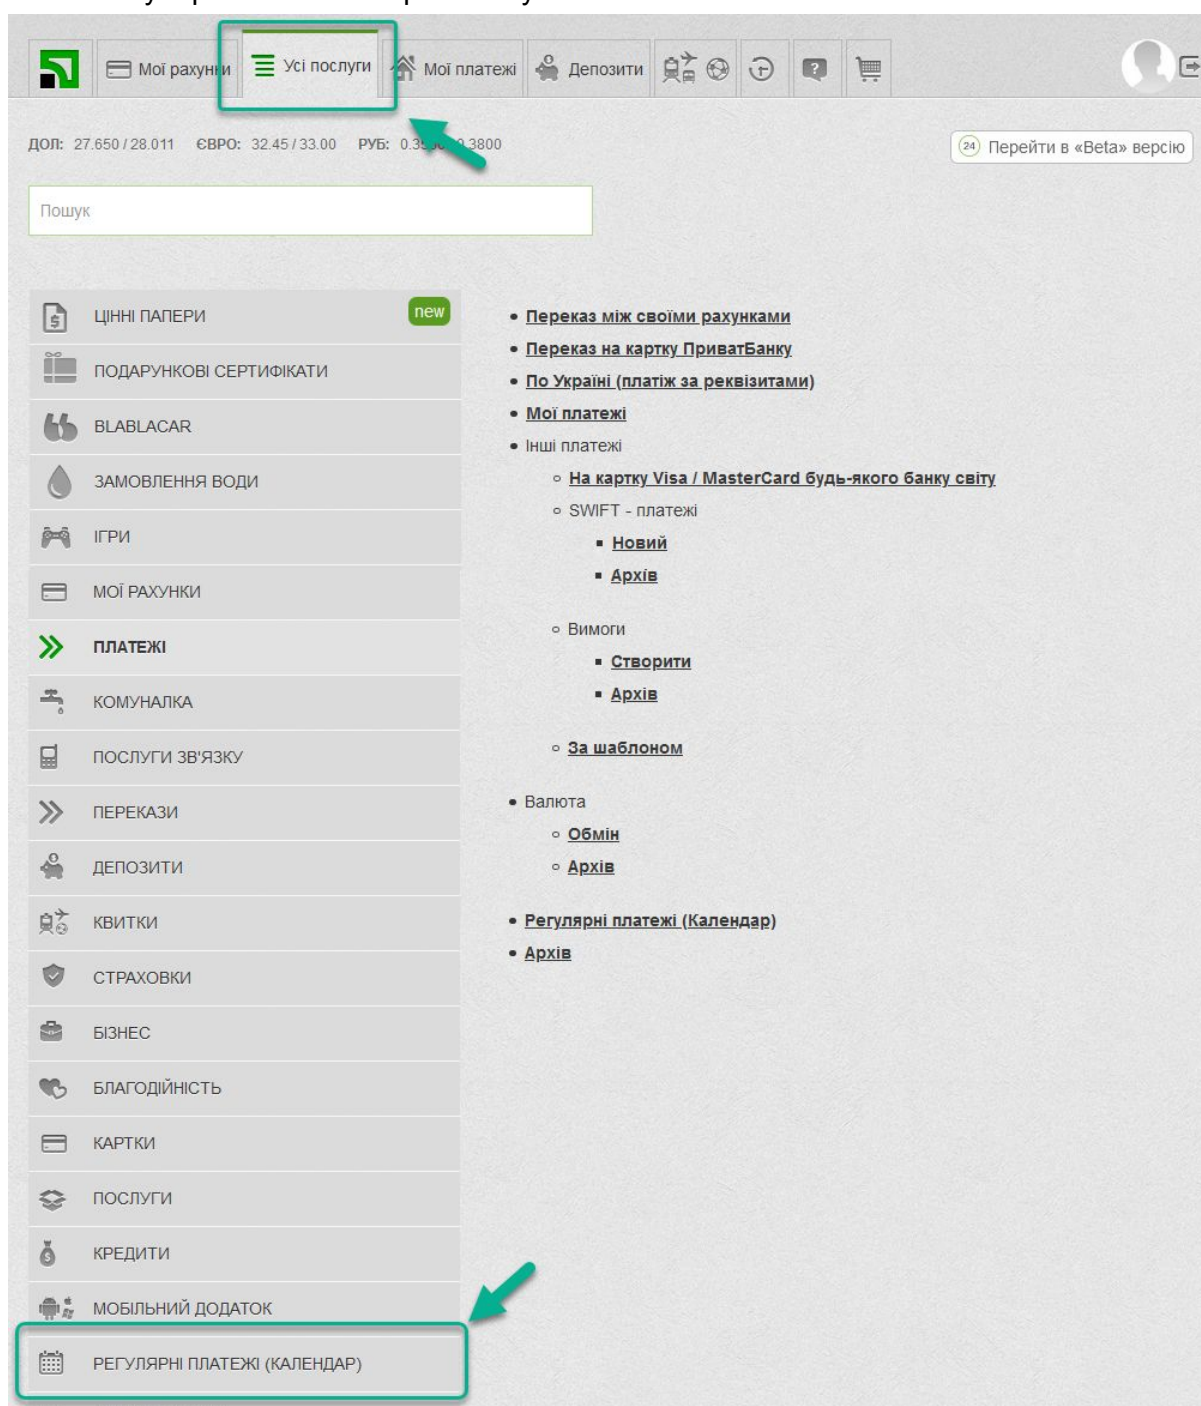 Мої рахунки
Усі послуги
Мої платежі
Депозити
ДОЛ: 27.650 / 28.011 ЄВРО: 32.45 / 33.00 РУБ:
3800
24 Перейти в «Beta» версію
Пошук
ЦІННІ ПАПЕРИ
new
ПОДАРУНКОВІ СЕРТИФІКАТИ
BLABLACAR
ЗАМОВЛЕННЯ ВОДИ
ІГРИ
МОЇ РАХУНКИ
ПЛАТЕЖІ
КОМУНАЛКА
ПОСЛУГИ ЗВ'ЯЗКУ
ПЕРЕКАЗИ
ДЕПОЗИТИ
КВИТКИ
СТРАХОВКИ
БІЗНЕС
БЛАГОДІЙНІСТЬ
КАРТКИ
ПОСЛУГИ
КРЕДИТИ
МОБІЛЬНИЙ ДОДАТОК
РЕГУЛЯРНІ ПЛАТЕЖІ (КАЛЕНДАР)
Переказ між своїми рахунками
Переказ на картку ПриватБанку
По Україні (платіж за реквізитами)
Мої платежі
Інші платежі
На картку Visa / MasterCard будь-якого банку світу
SWIFT - платежі
Новий
Архів
Вимоги
Створити
Архів
За шаблоном
Валюта
Обмін
Архів
Регулярні платежі (Календар)
Архів